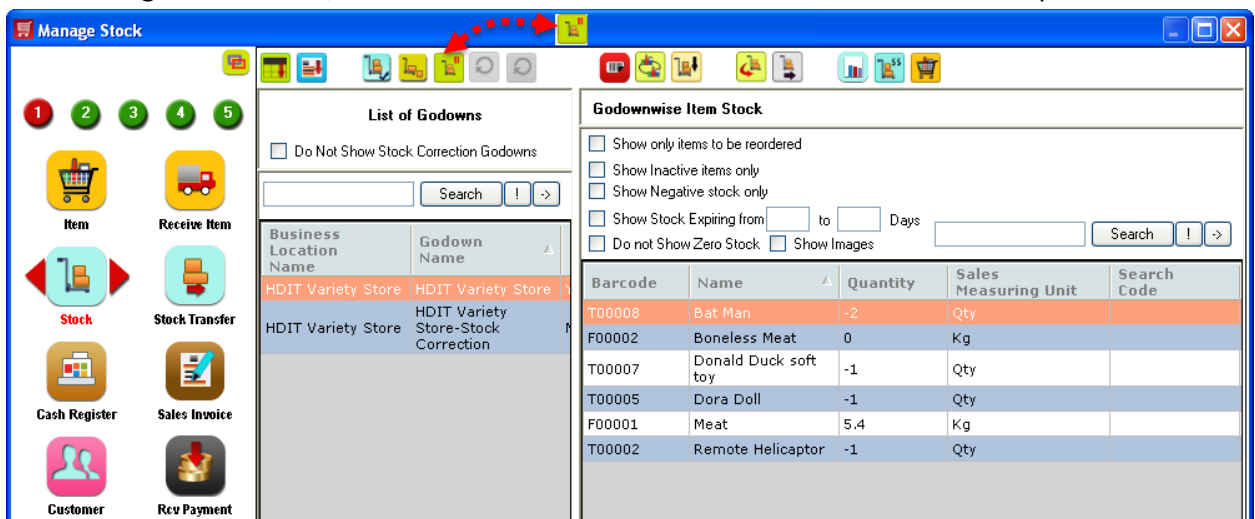 Manage Stock
1 2 3 4 5
Item Receive Item
Stock Stock Transfer
Cash Register Sales Invoice
Customer Rcv Payment
List of Godowns
Do Not Show Stock Correction Godowns
Search ! ->
Business
Location
Name
Godown
Name
HDIT Variety Store HDIT Variety Store
HDIT Variety Store
HDIT Variety
Store-Stock
Correction
Godownwise Item Stock
Show only items to be reordered
Show Inactive items only
Show Negative stock only
Show Stock Expiring from to Days
Do not Show Zero Stock Show Images
Search ! ->
Barcode Name Quantity Sales
Measuring Unit
Search
Code
T00008 Bat Man -2 Qty
F00002 Boneless Meat 0 Kg
T00007 Donald Duck soft
toy
-1 Qty
T00005 Dora Doll -1 Qty
F00001 Meat 5.4 Kg
T00002 Remote Helicaptor -1 Qty